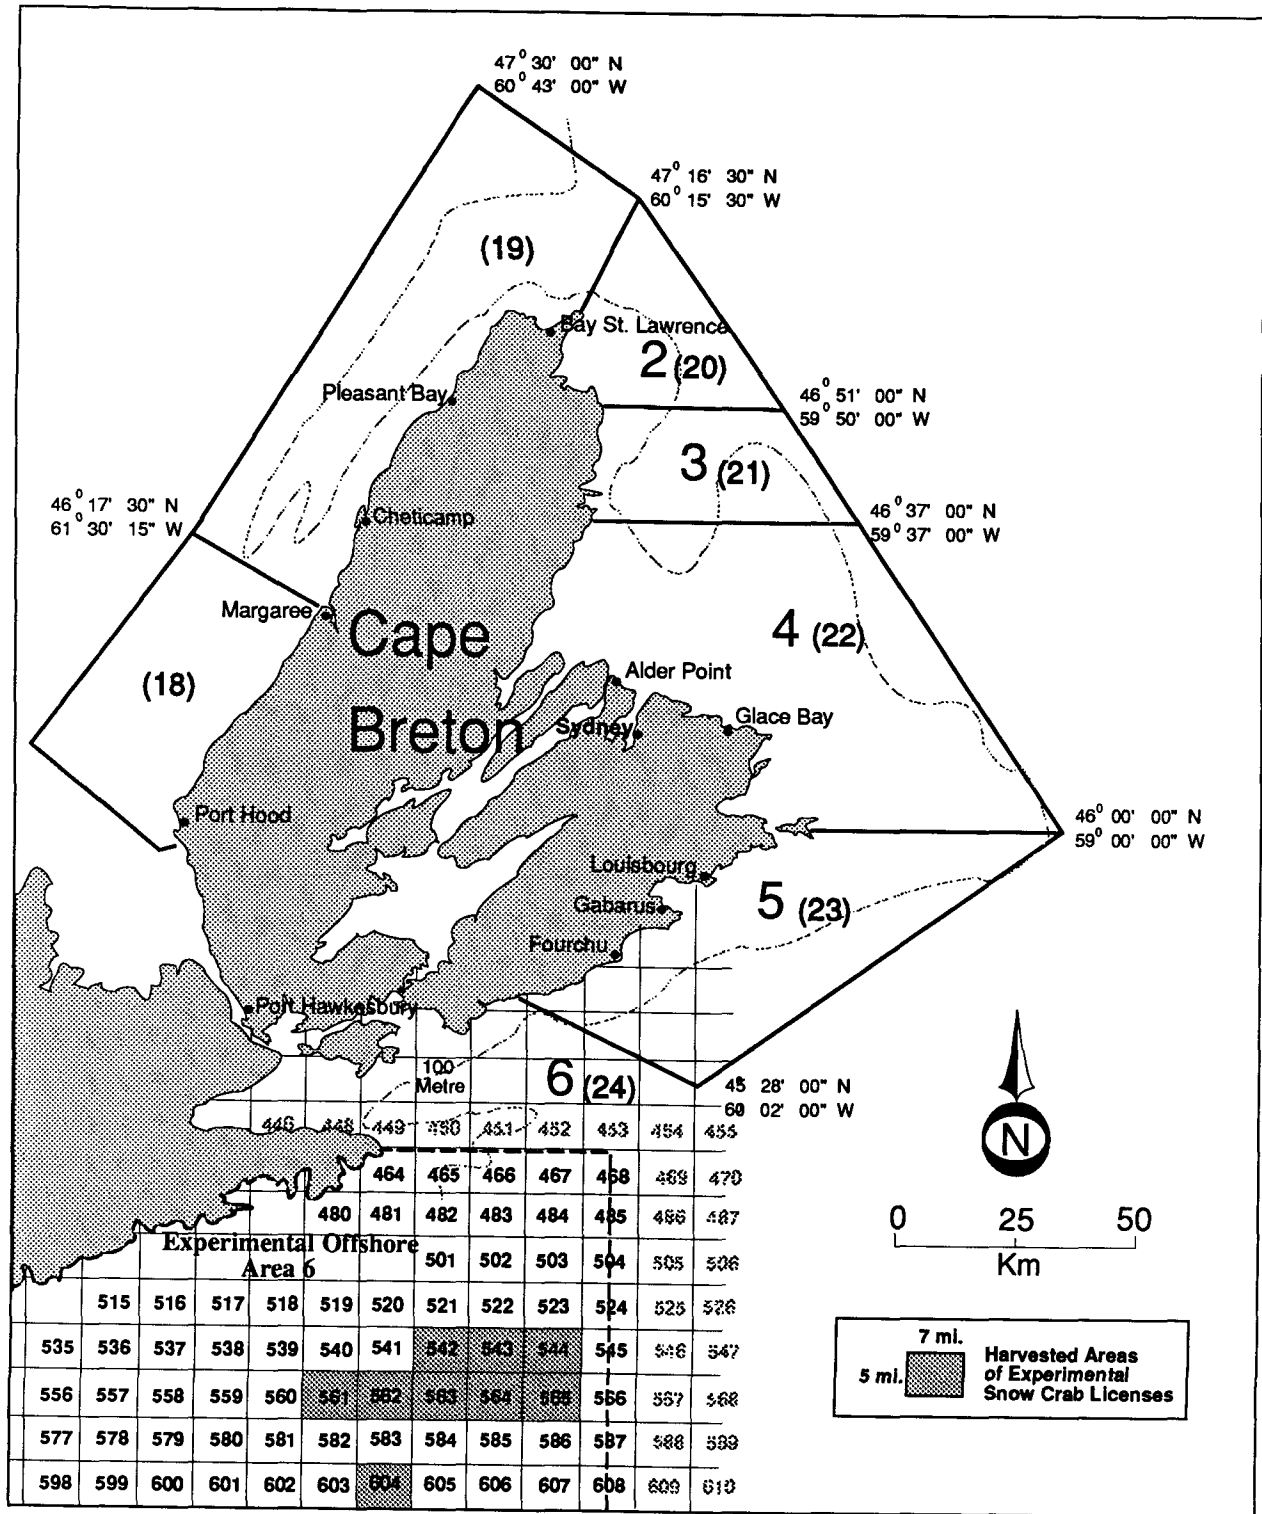 47° 30' 00" N
60° 43' 00" W
47° 16' 30" N
60° 15' 30" W
(19)
Bay St. Lawrence
2 (20)
Pleasant Bay
46° 51' 00" N
59° 50' 00" W
3 (21)
46° 17' 30" N
61° 30' 15" W
Cheticamp
46° 37' 00" N
59° 37' 00" W
Margaree
Cape
Breton
4 (22)
(18)
Alder Point
Sydney
Glace Bay
Port Hood
46° 00' 00" N
59° 00' 00" W
Louisbourg
Gabarus
5 (23)
Fourchu
Port Hawkesbury
100
Metre
6 (24)
45 28' 00" N
60 02' 00" W
446 448 449 450 451 452 453 454 455
464 465 466 467 468 469 470
480 481 482 483 484 485 486 487
Experimental Offshore
Area 6
501 502 503 504 505 506
515 516 517 518 519 520 521 522 523 524 525 526
535 536 537 538 539 540 541 542 543 544 545 546 547
556 557 558 559 560 561 562 563 564 565 566 567 568
577 578 579 580 581 582 583 584 585 586 587 588 589
598 599 600 601 602 603 604 605 606 607 608 609 610
N
0 25 50
Km
7 mi.
5 mi.
Harvested Areas
of Experimental
Snow Crab Licenses